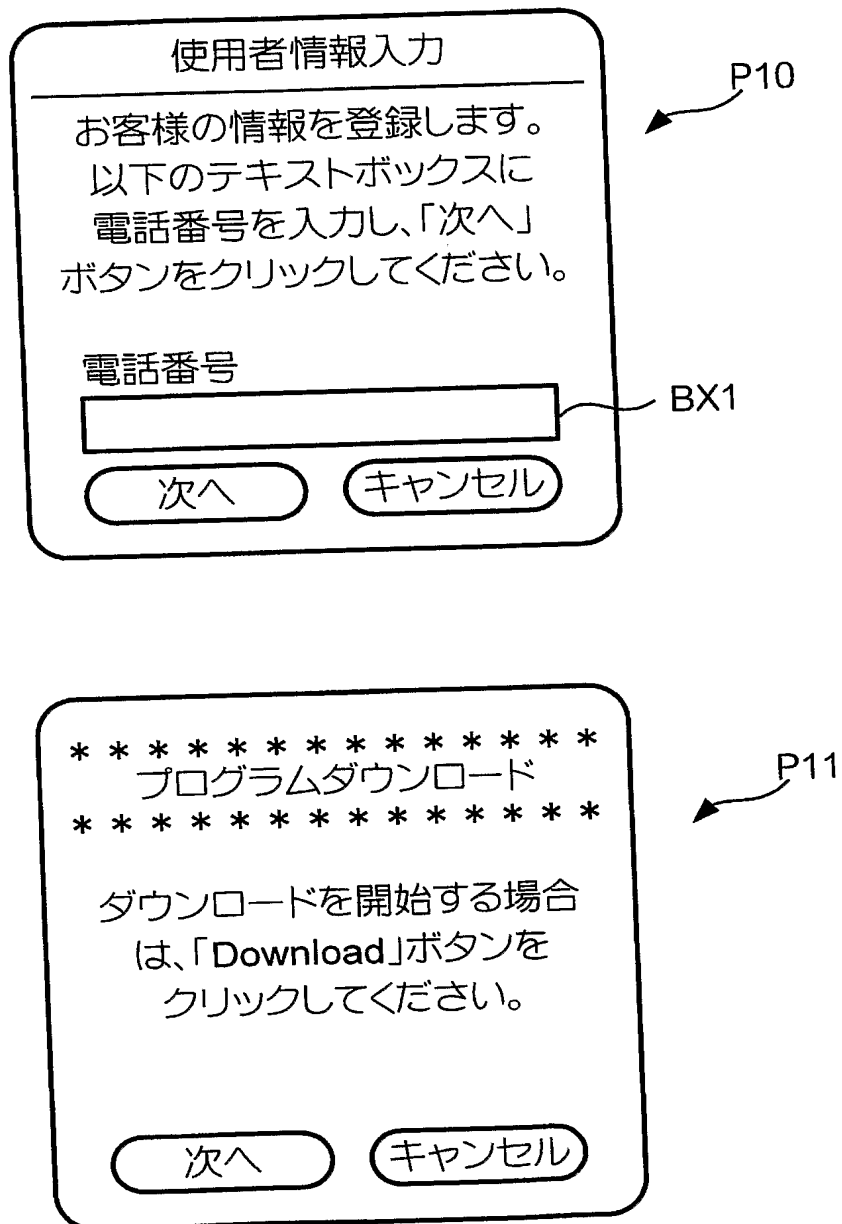 使用者情報入力
P10
お客様の情報を登録します。
以下のテキストボックスに
電話番号を入力し、「次へ」
ボタンをクリックしてください。
電話番号
BX1
次へ キャンセル
* * * * * * * * * * * * * *
プログラムダウンロード
P11
* * * * * * * * * * * * * *
ダウンロードを開始する場合
は、「Download」ボタンを
クリックしてください。
次へ キャンセル